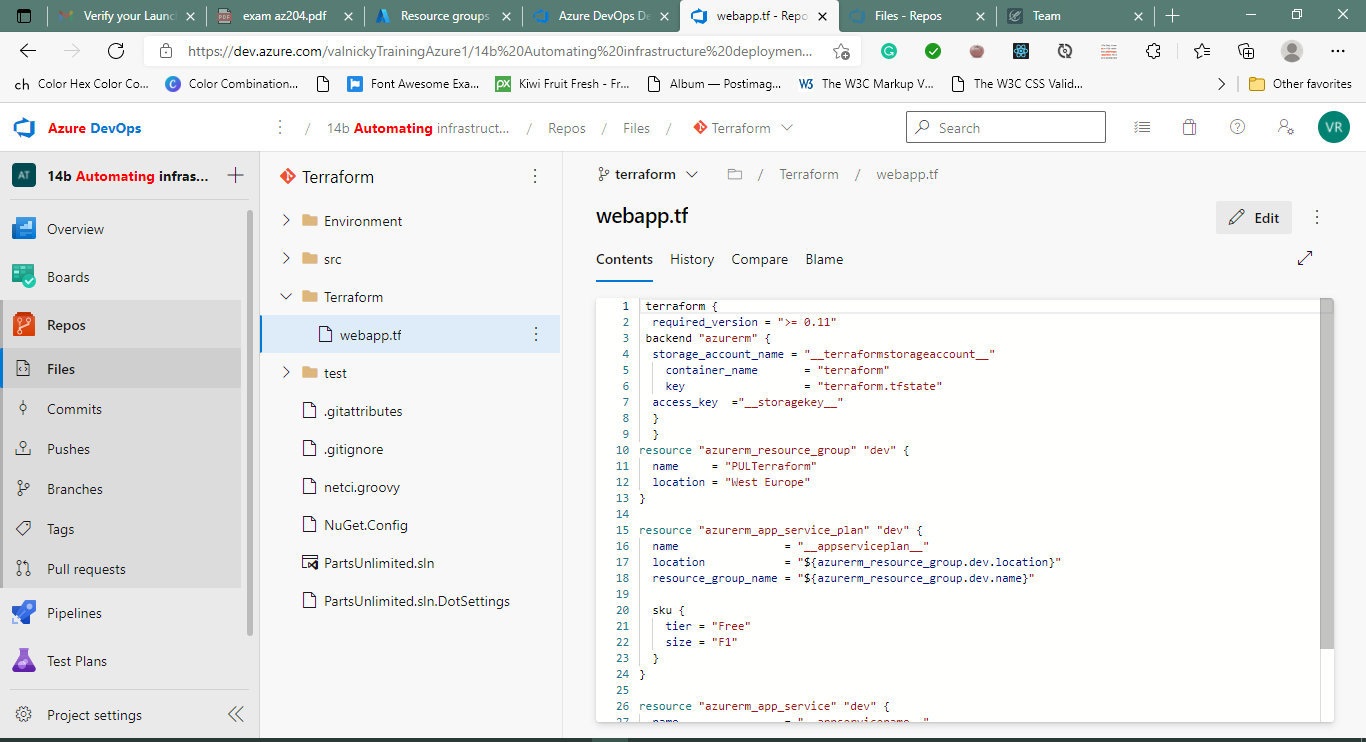 Verify your Launc
exam az204.pdf
Resource groups
Azure DevOps De
webapp.tf - Repo
Files - Repos
Team
https://dev.azure.com/valnickyTrainingAzure1/14b%20Automating%20infrastructure%20deploymen...
ch Color Hex Color Co...
Color Combination...
Font Awesome Exa...
Kiwi Fruit Fresh - Fr...
Album — Postimag...
The W3C Markup V...
The W3C CSS Valid...
Other favorites
Azure DevOps
/ 14b Automating infrastruct... / Repos / Files / Terraform
Search
VR
AT 14b Automating infras...
Overview
Boards
Repos
Files
Commits
Pushes
Branches
Tags
Pull requests
Pipelines
Test Plans
Project settings
Terraform
Environment
src
Terraform
webapp.tf
test
.gitattributes
.gitignore
netci.groovy
NuGet.Config
PartsUnlimited.sln
PartsUnlimited.sln.DotSettings
terraform / Terraform / webapp.tf
webapp.tf
Edit
Contents History Compare Blame
1 terraform {
2 required_version = ">= 0.11"
3 backend "azurerm" {
4 storage_account_name = "__terraformstorageaccount__"
5 container_name = "terraform"
6 key = "terraform.tfstate"
7 access_key ="__storagekey__"
8 }
9 }
10 resource "azurerm_resource_group" "dev" {
11 name = "PULTerraform"
12 location = "West Europe"
13 }
14
15 resource "azurerm_app_service_plan" "dev" {
16 name = "__appserviceplan__"
17 location = "${azurerm_resource_group.dev.location}"
18 resource_group_name = "${azurerm_resource_group.dev.name}"
19
20 sku {
21 tier = "Free"
22 size = "F1"
23 }
24 }
25
26 resource "azurerm_app_service" "dev" {
27 name = "__appservicename__"